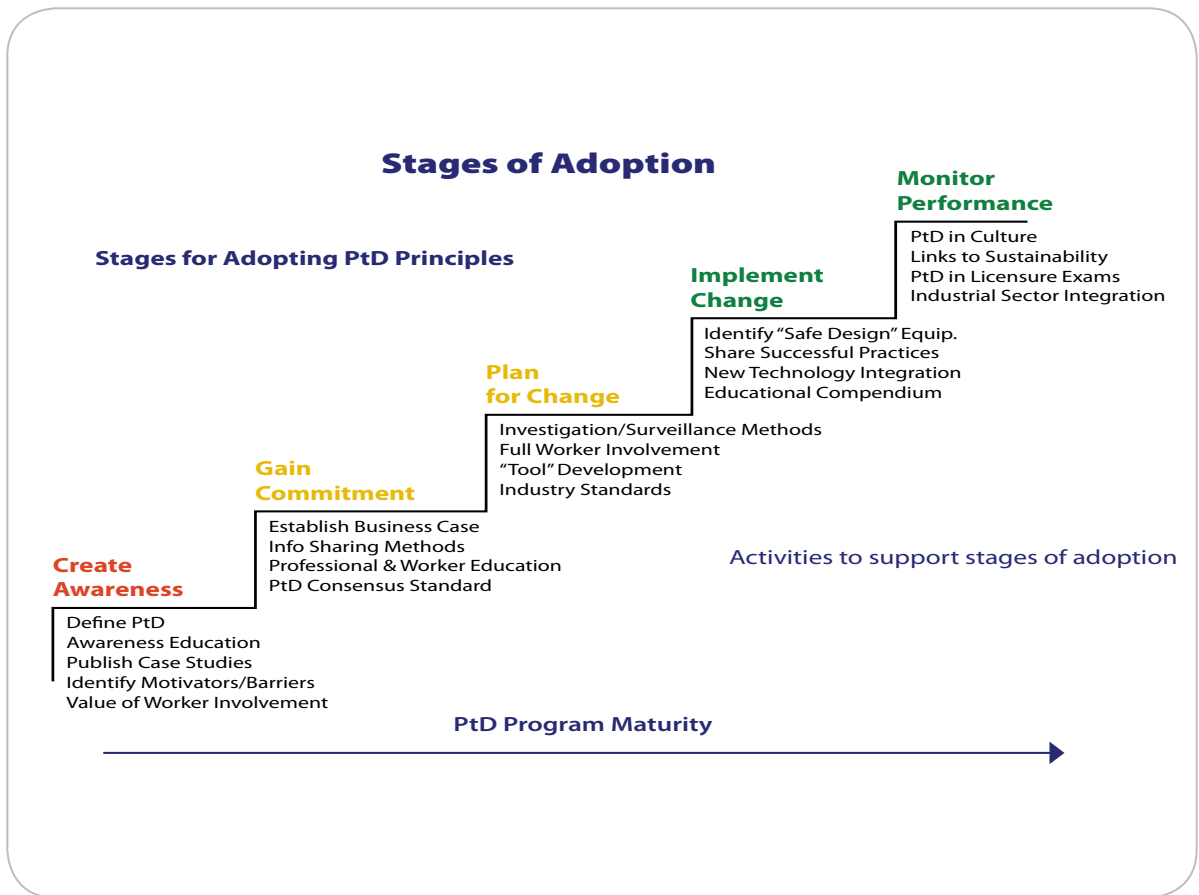 Stages of Adoption
Stages for Adopting PtD Principles
Create
Awareness
Define PtD
Awareness Education
Publish Case Studies
Identify Motivators/Barriers
Value of Worker Involvement
Gain
Commitment
Establish Business Case
Info Sharing Methods
Professional & Worker Education
PtD Consensus Standard
Plan
for Change
Investigation/Surveillance Methods
Full Worker Involvement
“Tool” Development
Industry Standards
Implement
Change
Identify “Safe Design” Equip.
Share Successful Practices
New Technology Integration
Educational Compendium
Monitor
Performance
PtD in Culture
Links to Sustainability
PtD in Licensure Exams
Industrial Sector Integration
Activities to support stages of adoption
PtD Program Maturity